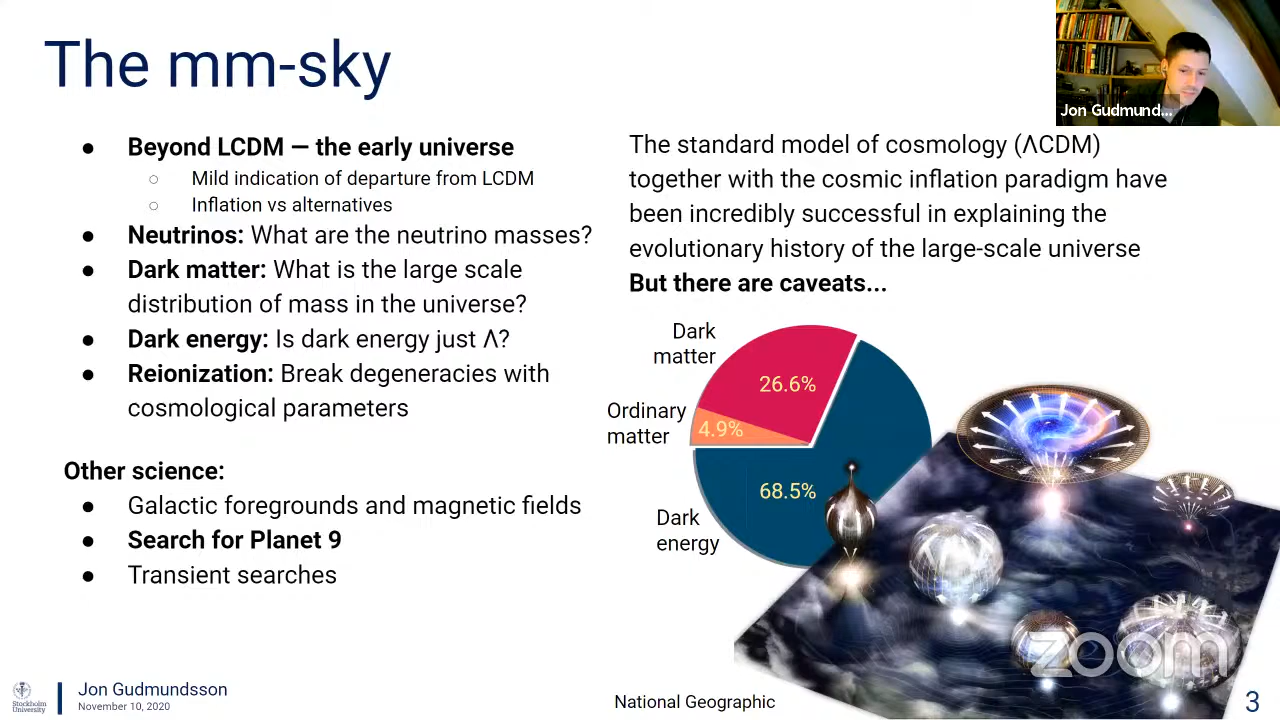 The mm-sky
Jon Gudmund...
● Beyond LCDM — the early universe
○ Mild indication of departure from LCDM
○ Inflation vs alternatives
● Neutrinos: What are the neutrino masses?
● Dark matter: What is the large scale
distribution of mass in the universe?
● Dark energy: Is dark energy just Λ?
● Reionization: Break degeneracies with
cosmological parameters
Other science:
● Galactic foregrounds and magnetic fields
● Search for Planet 9
● Transient searches
The standard model of cosmology (ΛCDM)
together with the cosmic inflation paradigm have
been incredibly successful in explaining the
evolutionary history of the large-scale universe
But there are caveats...
Dark
matter
26.6%
Ordinary
matter
4.9%
68.5%
Dark
energy
zoom
Stockholm
University
Jon Gudmundsson
November 10, 2020
National Geographic
3